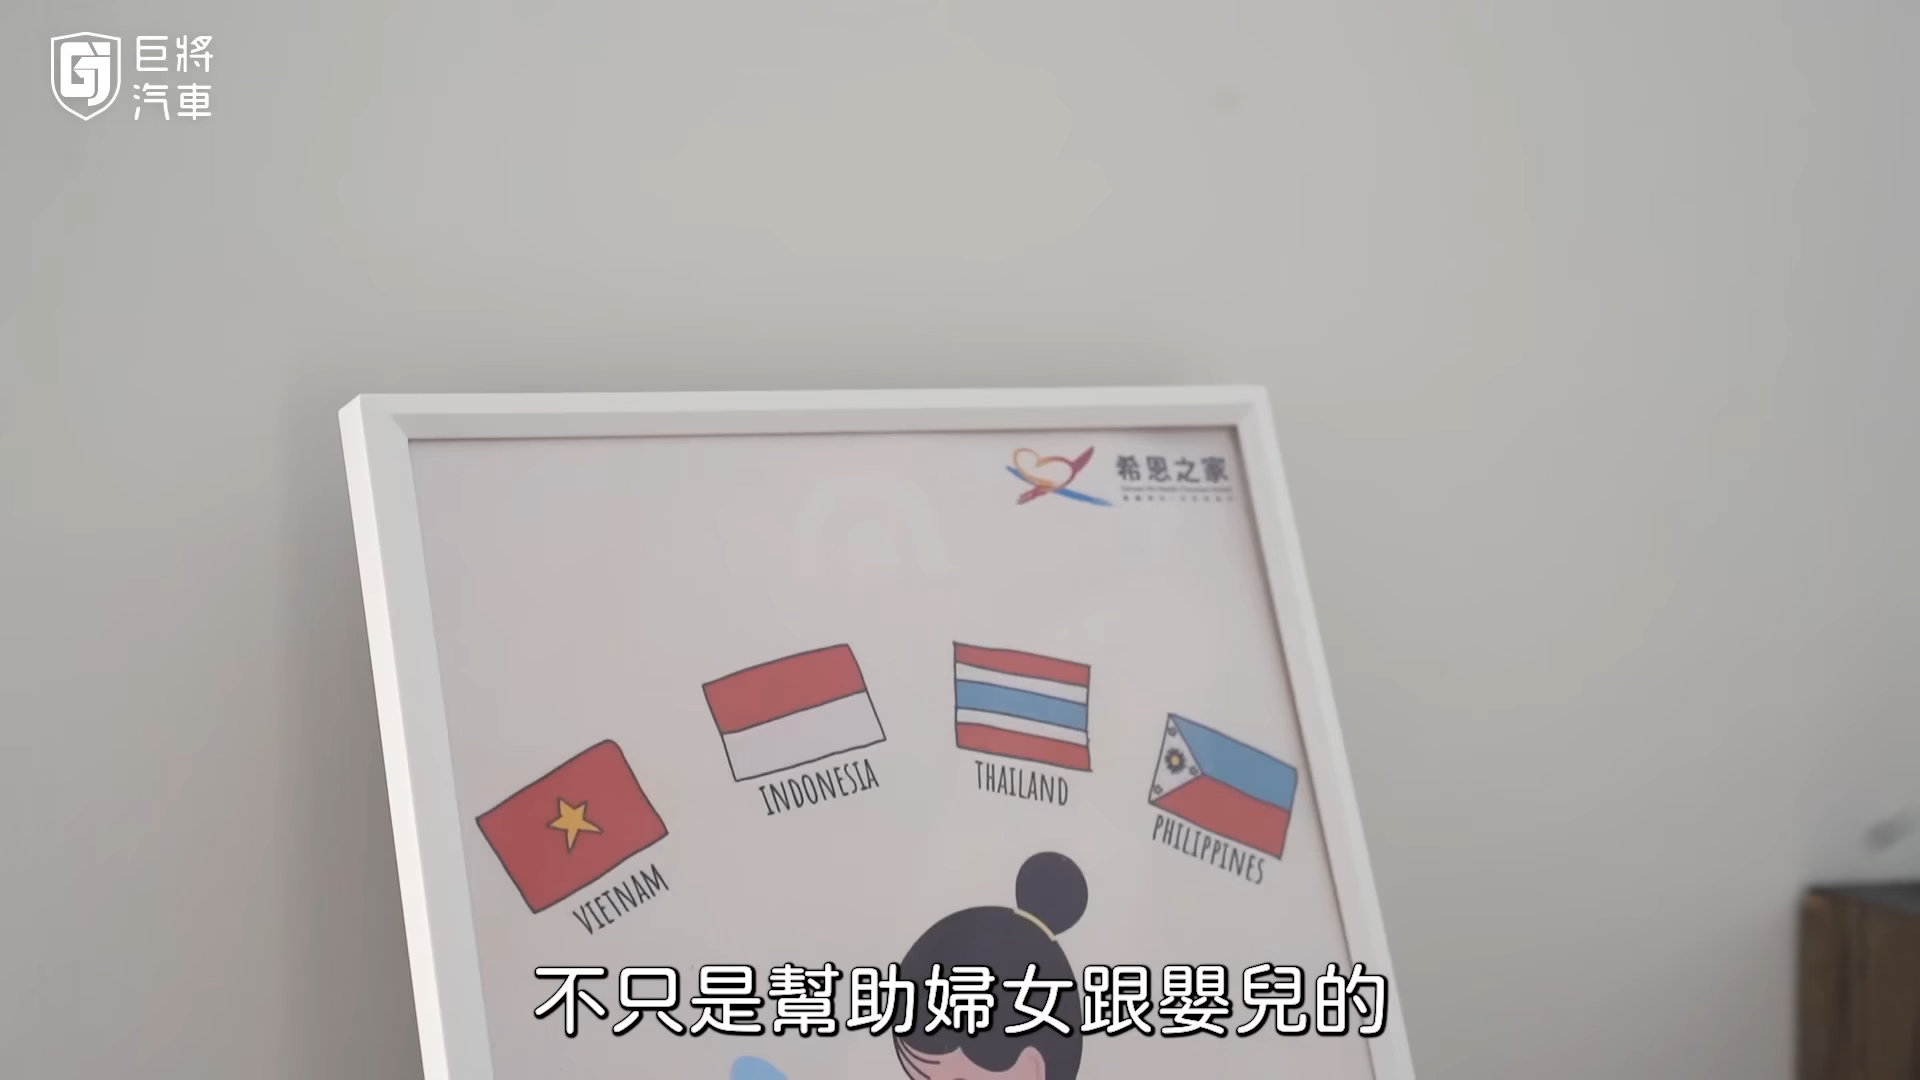 巨將
汽車
希恩之家
INDONESIA
THAILAND
VIETNAM
PHILIPPINES
不只是幫助婦女跟嬰兒的